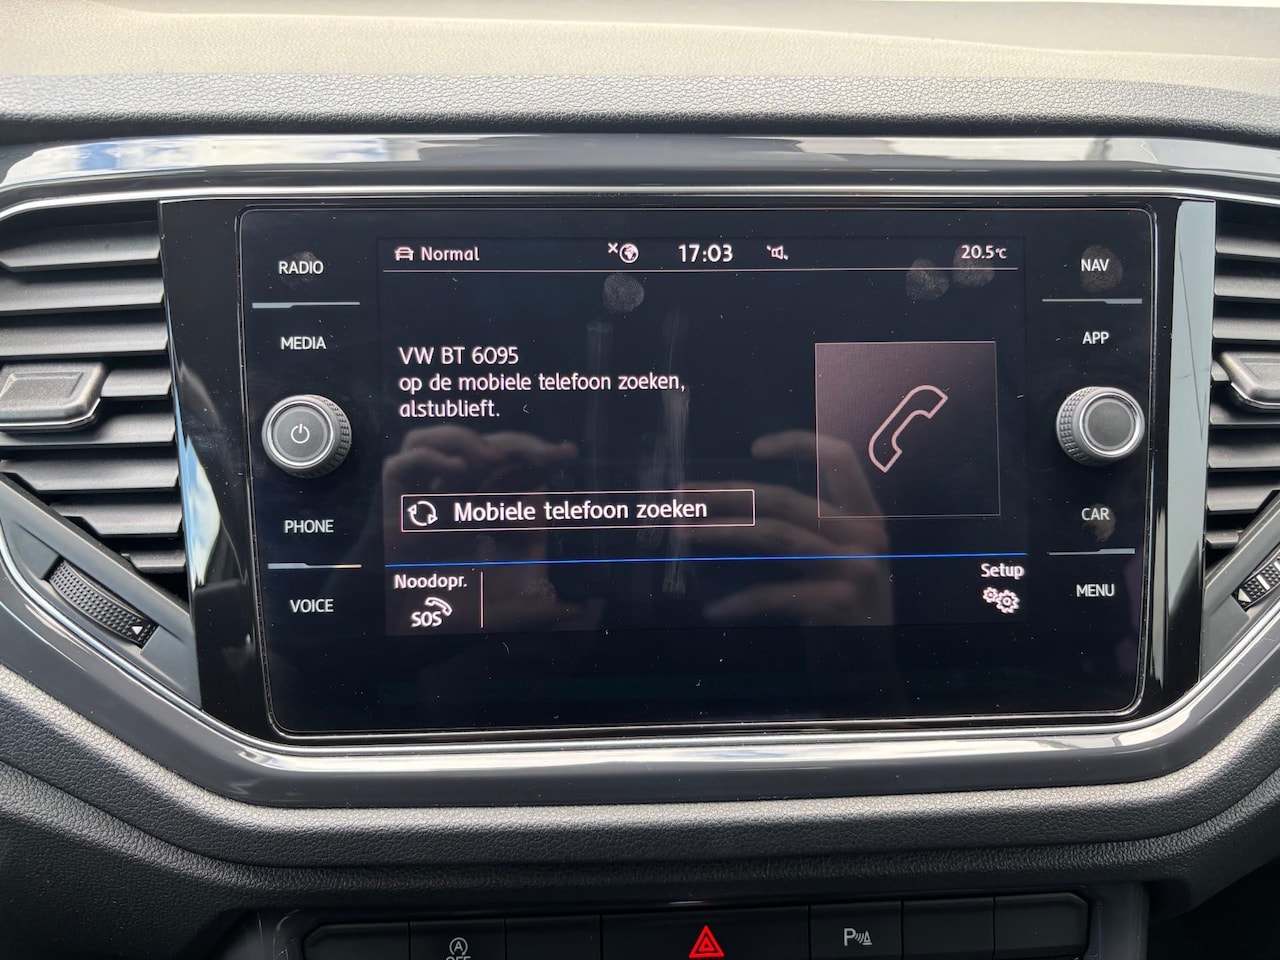 RADIO
MEDIA
PHONE
VOICE
Normal
17:03
20.5°C
VW BT 6095
op de mobiele telefoon zoeken,
alstublieft.
Mobiele telefoon zoeken
Noodopr.
SOS
Setup
NAV
APP
CAR
MENU
A
OFF
P